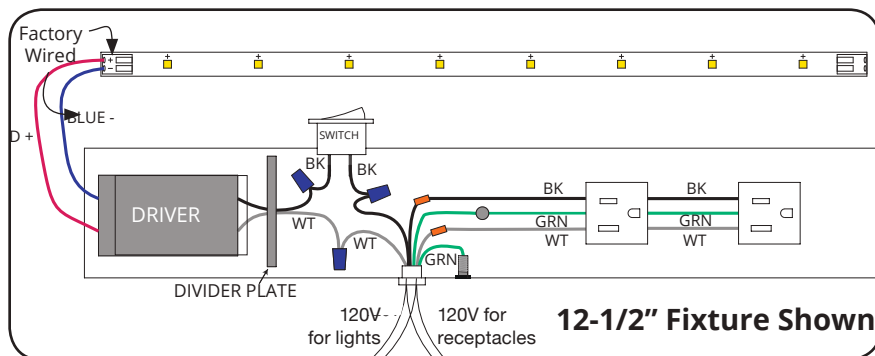 Factory
Wired
+
−
+ + + + + + + +
BLUE -
D +
SWITCH
BK
BK
BK
BK
DRIVER
WT
WT
GRN
WT
GRN
WT
GRN
DIVIDER PLATE
120V
for lights
120V for
receptacles
12-1/2” Fixture Shown